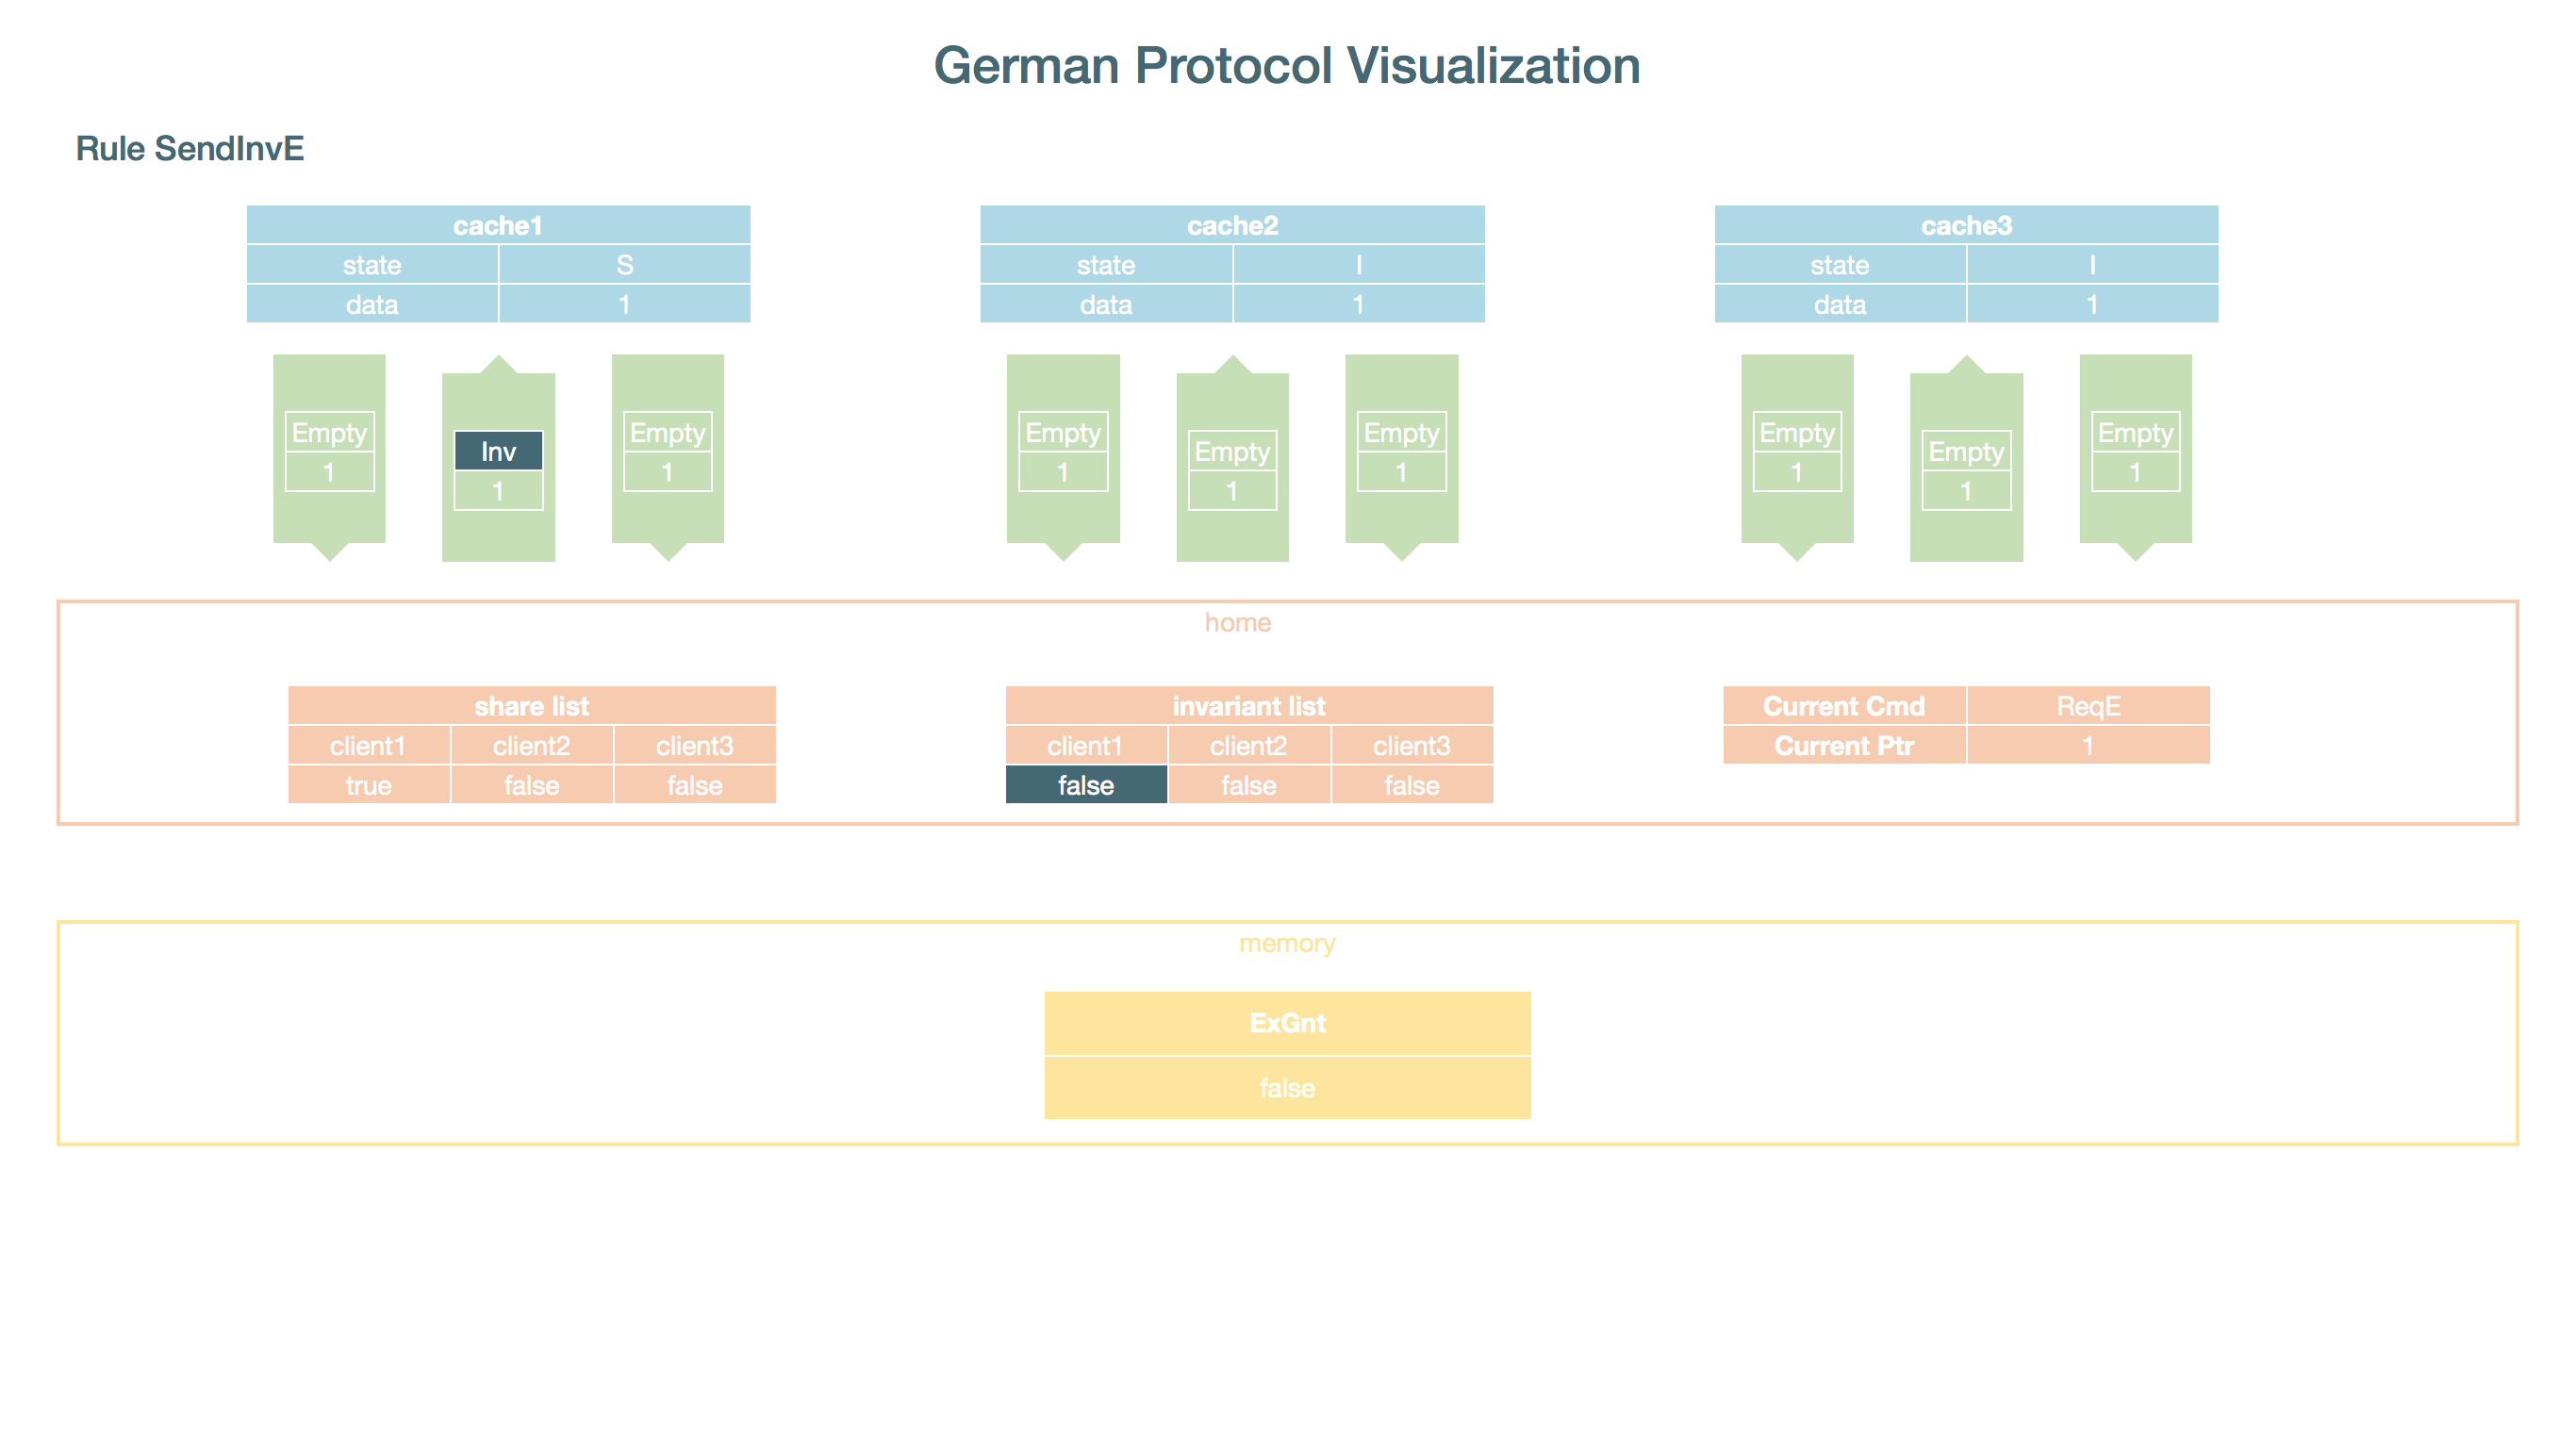 German Protocol Visualization
Rule SendInvE
cache1 cache2 cache3
state S state I state I
data 1 data 1 data 1
Empty Inv Empty Empty Empty Empty Empty Empty Empty
1 1 1 1 1 1 1 1 1
home
share list invariant list Current Cmd ReqE
client1 client2 client3 client1 client2 client3 Current Ptr 1
true false false false false false
memory
ExGnt
false